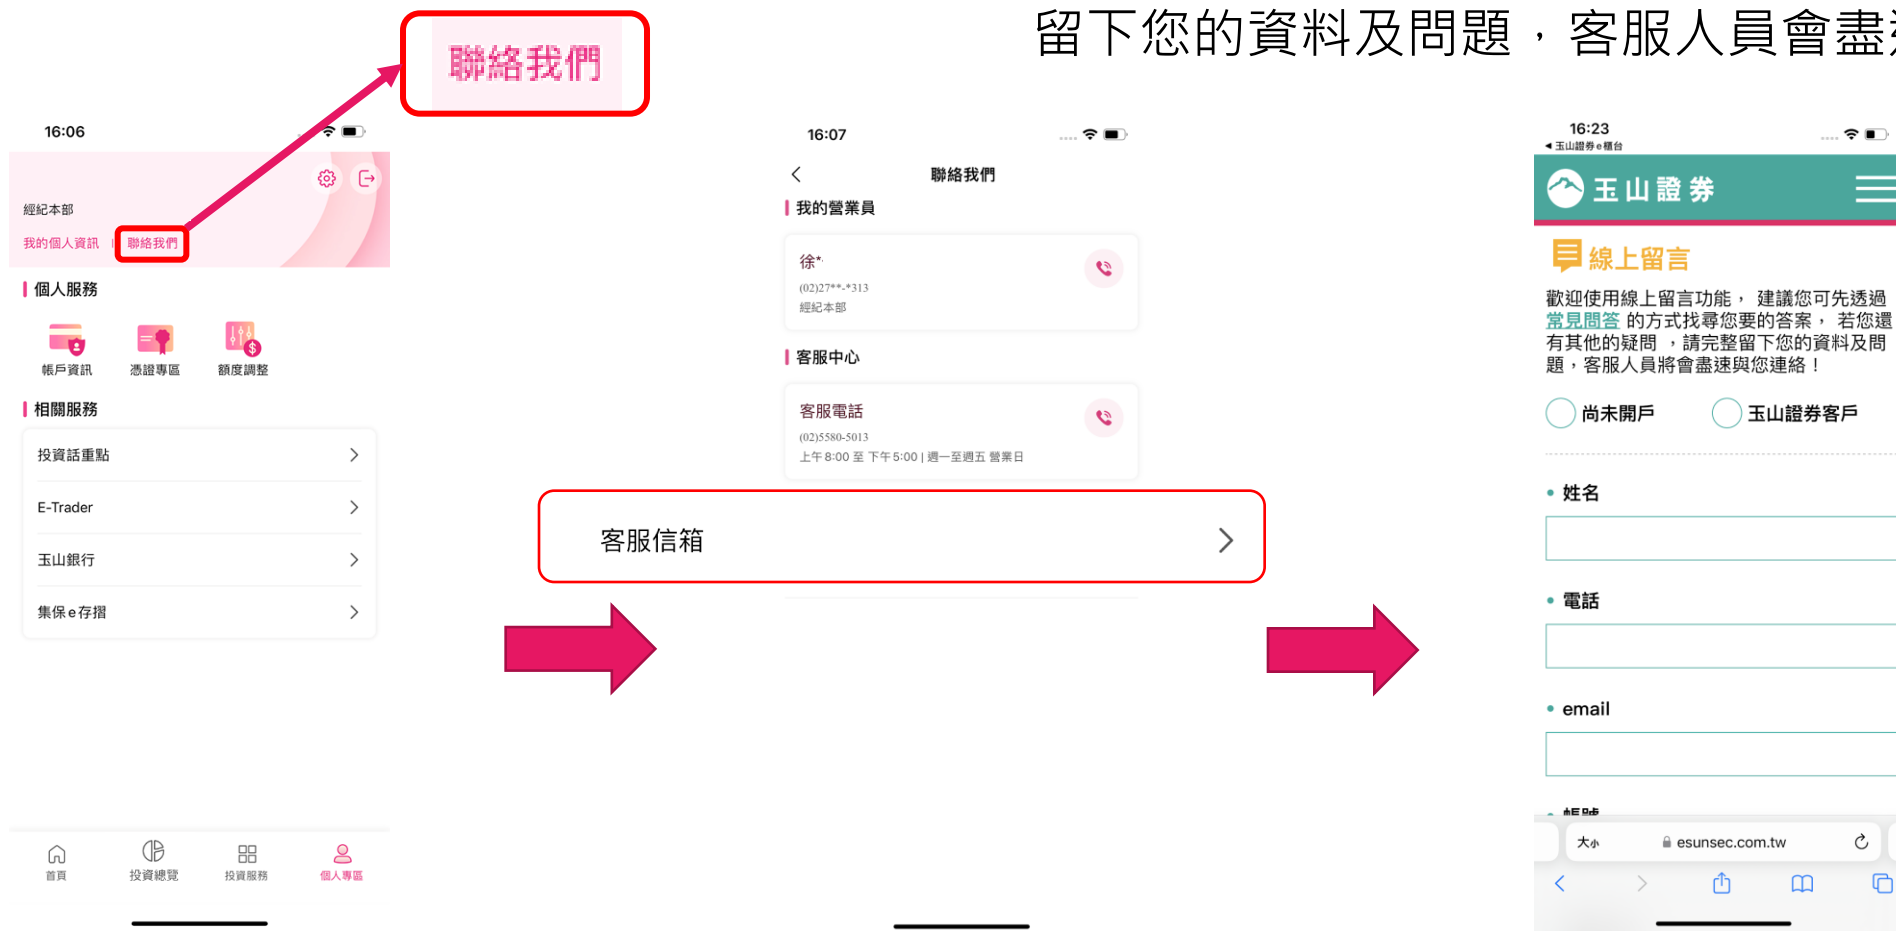 留下您的資料及問題，客服人員會盡
聯絡我們
16:06
經紀本部
我的個人資訊 | 聯絡我們
個人服務
帳戶資訊 憑證專區 額度調整
相關服務
投資話重點
E-Trader
玉山銀行
集保e存摺
首頁 投資總覽 投資服務 個人專區
16:07
聯絡我們
我的營業員
徐*
(02)27**-*313
經紀本部
客服中心
客服電話
(02)5580-5013
上午8:00 至 下午5:00 | 週一至週五 營業日
客服信箱
16:23
◀ 玉山證券e櫃台
玉山證券
線上留言
歡迎使用線上留言功能， 建議您可先透過
常見問答 的方式找尋您要的答案， 若您還
有其他的疑問 ，請完整留下您的資料及問
題，客服人員將會盡速與您連絡！
尚未開戶 玉山證券客戶
• 姓名
• 電話
• email
• 帳號
大小 esunsec.com.tw